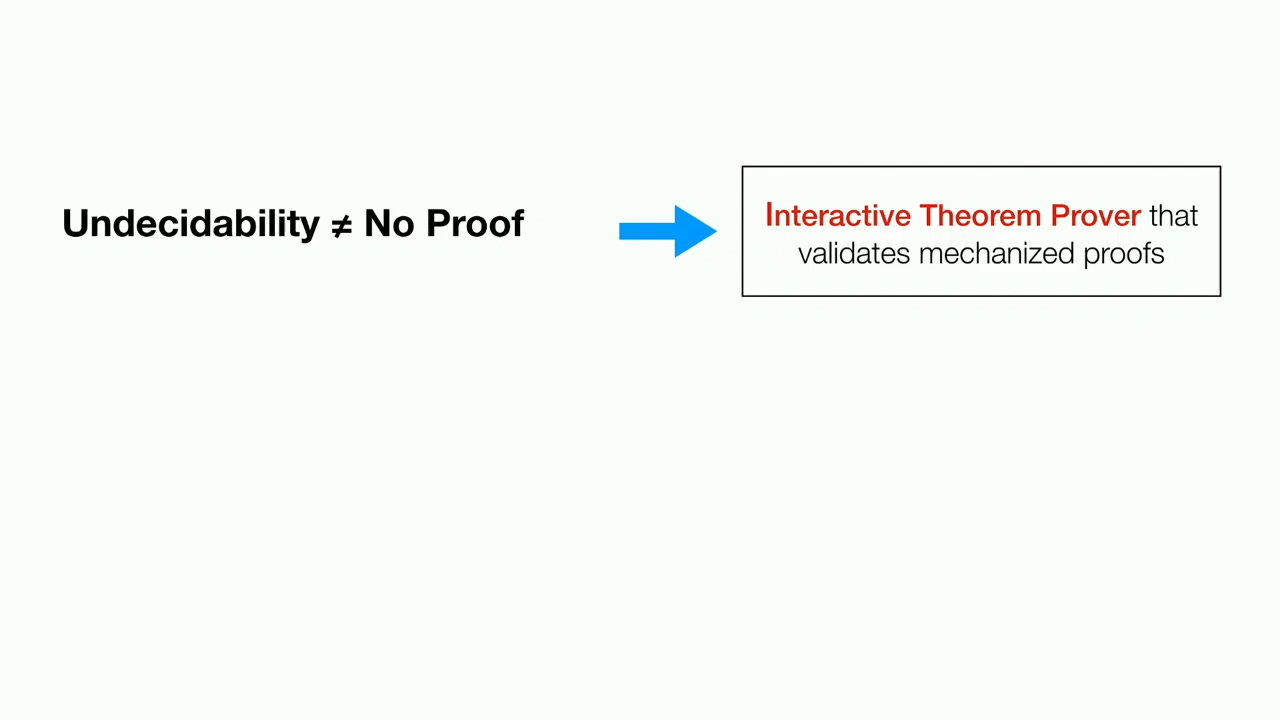 Undecidability ≠ No Proof
Interactive Theorem Prover that
validates mechanized proofs